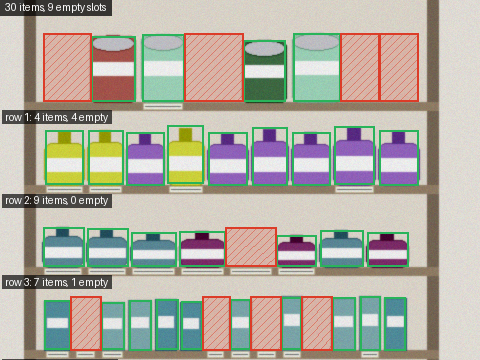 30 items, 9 empty slots
row 1: 4 items, 4 empty
row 2: 9 items, 0 empty
row 3: 7 items, 1 empty